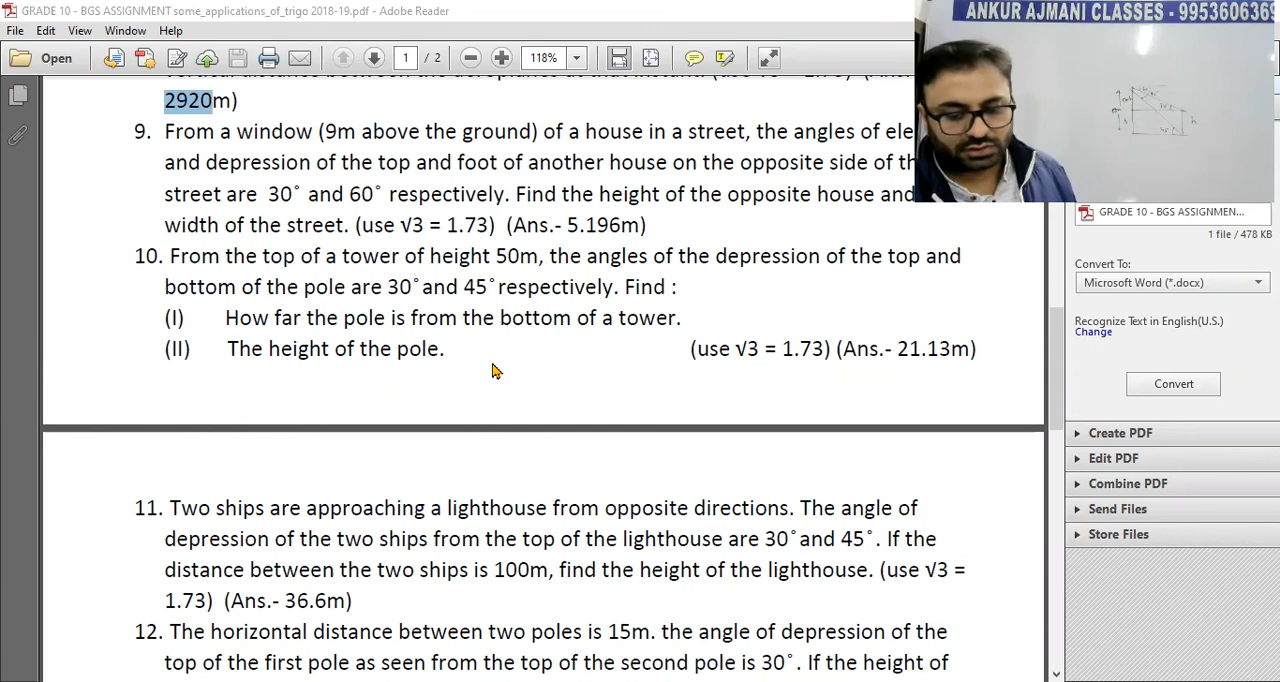 GRADE 10 - BGS ASSIGNMENT some_applications_of_trigo 2018-19.pdf - Adobe Reader
ANKUR AJMANI CLASSES - 9953606369
File Edit View Window Help
Open 1 / 2 118%
2920m)
9. From a window (9m above the ground) of a house in a street, the angles of ele
and depression of the top and foot of another house on the opposite side of th
street are 30˚ and 60˚ respectively. Find the height of the opposite house and
width of the street. (use √3 = 1.73) (Ans.- 5.196m)
10. From the top of a tower of height 50m, the angles of the depression of the top and
bottom of the pole are 30˚and 45˚respectively. Find :
(I) How far the pole is from the bottom of a tower.
(II) The height of the pole. (use √3 = 1.73) (Ans.- 21.13m)
11. Two ships are approaching a lighthouse from opposite directions. The angle of
depression of the two ships from the top of the lighthouse are 30˚and 45˚. If the
distance between the two ships is 100m, find the height of the lighthouse. (use √3 =
1.73) (Ans.- 36.6m)
12. The horizontal distance between two poles is 15m. the angle of depression of the
top of the first pole as seen from the top of the second pole is 30˚. If the height of
GRADE 10 - BGS ASSIGNMEN...
1 file / 478 KB
Convert To:
Microsoft Word (*.docx)
Recognize Text in English(U.S.)
Change
Convert
Create PDF
Edit PDF
Combine PDF
Send Files
Store Files